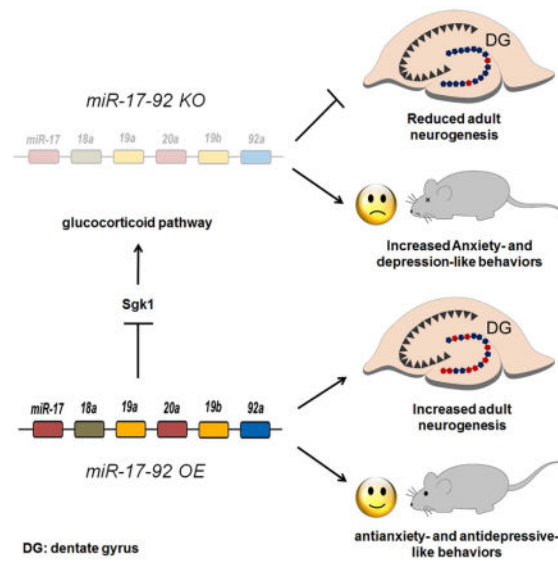 miR-17-92 KO
miR-17 18a 19a 20a 19b 92a
DG
Reduced adult
neurogenesis
glucocorticoid pathway
Increased Anxiety- and
depression-like behaviors
Sgk1
DG
miR-17 18a 19a 20a 19b 92a
Increased adult
neurogenesis
miR-17-92 OE
antianxiety- and antidepressive-
like behaviors
DG: dentate gyrus